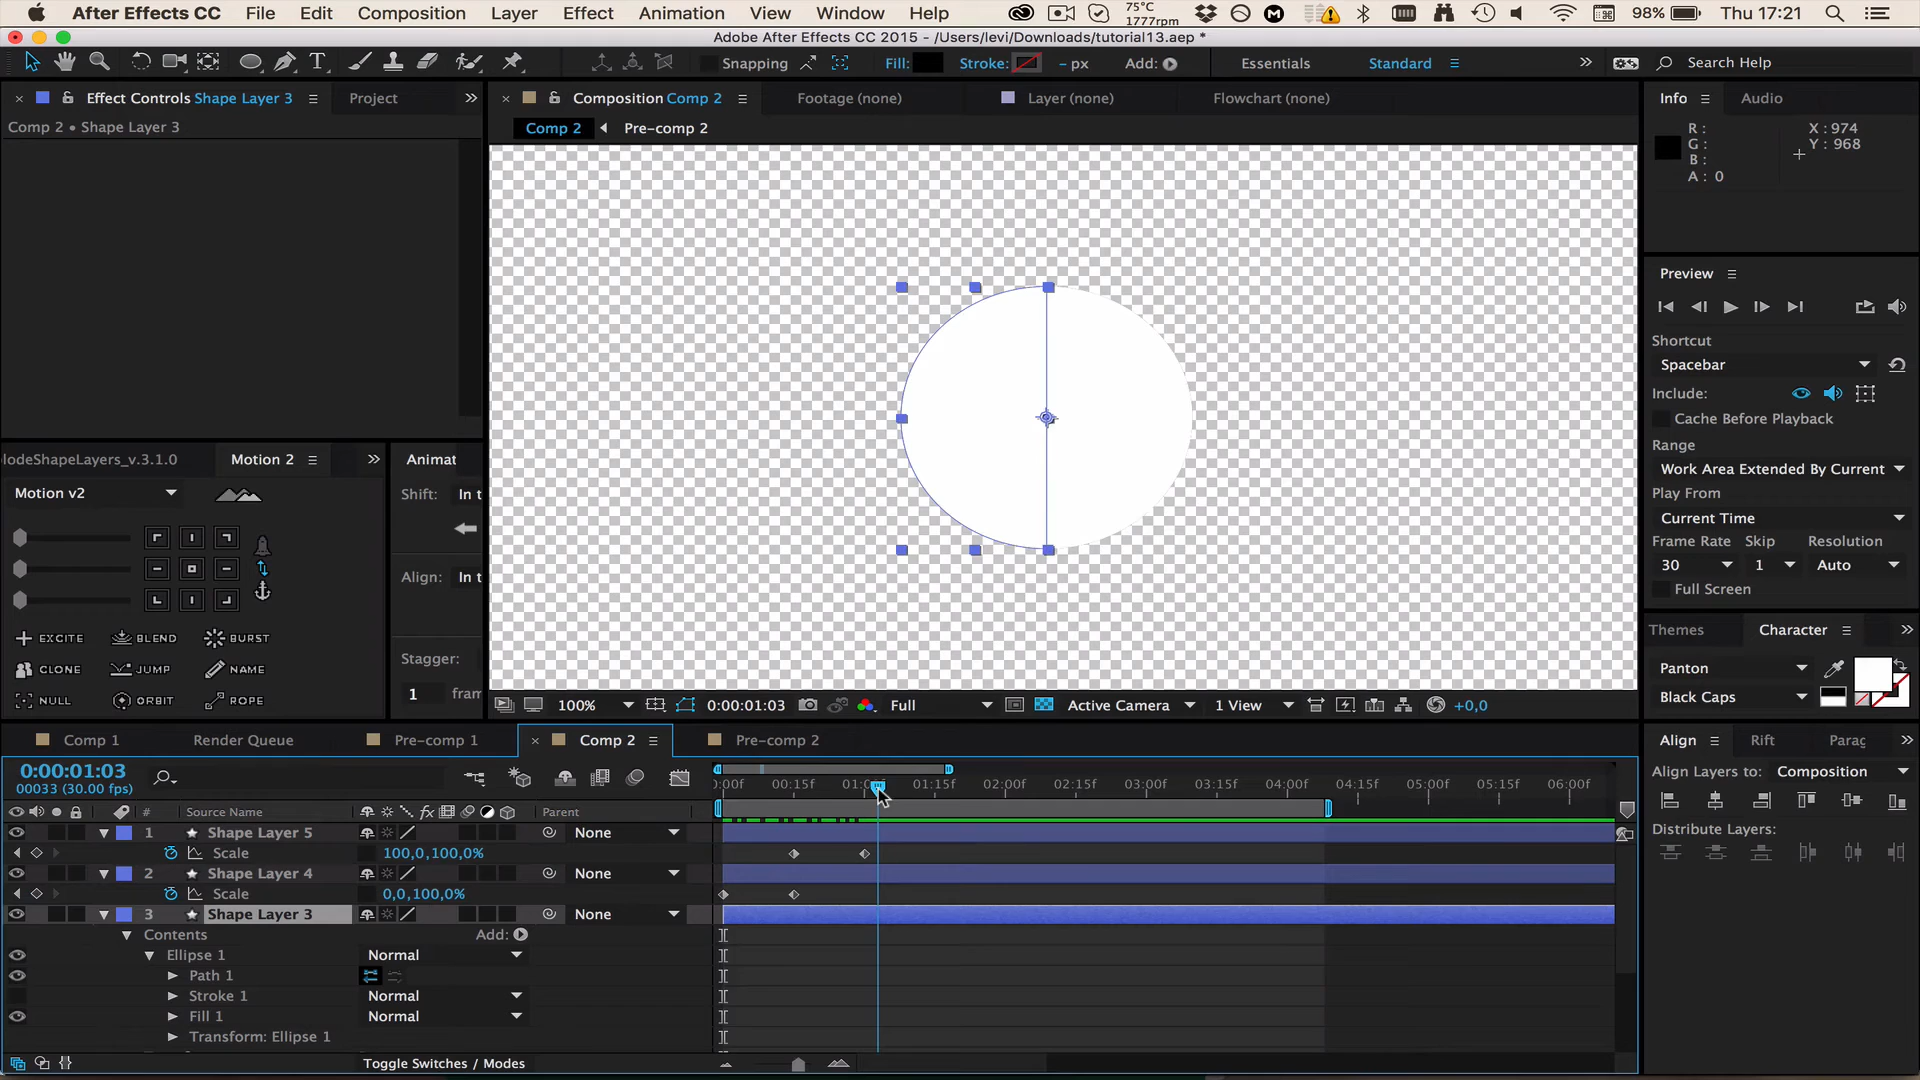 After Effects CC File Edit Composition Layer Effect Animation View Window Help 75°C 1777rpm 98% Thu 17:21
Adobe After Effects CC 2015 - /Users/levi/Downloads/tutorial13.aep *
Snapping Fill: Stroke: - px Add: Essentials Standard Search Help
Effect Controls Shape Layer 3 Project Composition Comp 2 Footage (none) Layer (none) Flowchart (none) Info Audio
Comp 2 • Shape Layer 3 Comp 2 Pre-comp 2
R: X : 974
G: Y : 968
B:
A : 0
Preview
Shortcut
Spacebar
Include:
Cache Before Playback
Range
Work Area Extended By Current
Play From
Current Time
Frame Rate Skip Resolution
30 1 Auto
Full Screen
lodeShapeLayers_v.3.1.0 Motion 2 Animat
Motion v2 Shift: In t
Align: In t
EXCITE BLEND BURST
CLONE JUMP NAME
NULL ORBIT ROPE
Stagger:
1 fram
Themes Character
Panton
Black Caps
100% 0:00:01:03 Full Active Camera 1 View +0,0
Comp 1 Render Queue Pre-comp 1 Comp 2 Pre-comp 2
Align Rift Parag
Align Layers to: Composition
Distribute Layers:
0:00:01:03
00033 (30.00 fps)
:00f 00:15f 01:0 01:15f 02:00f 02:15f 03:00f 03:15f 04:00f 04:15f 05:00f 05:15f 06:00f
# Source Name fx Parent
1 Shape Layer 5 None
Scale 100,0,100,0%
2 Shape Layer 4 None
Scale 0,0,100,0%
3 Shape Layer 3 None
Contents Add:
Ellipse 1 Normal
Path 1
Stroke 1 Normal
Fill 1 Normal
Transform: Ellipse 1
Toggle Switches / Modes